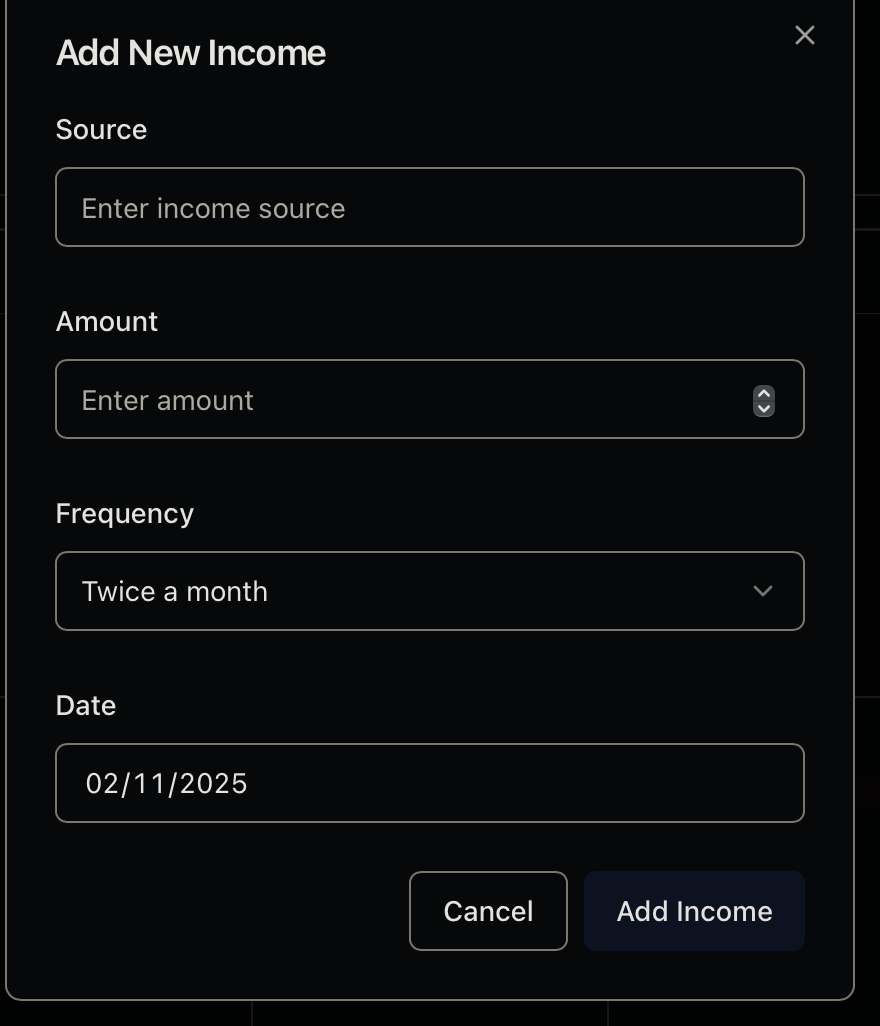 Add New Income
Source
Enter income source
Amount
Enter amount
Frequency
Twice a month
Date
02/11/2025
Cancel
Add Income